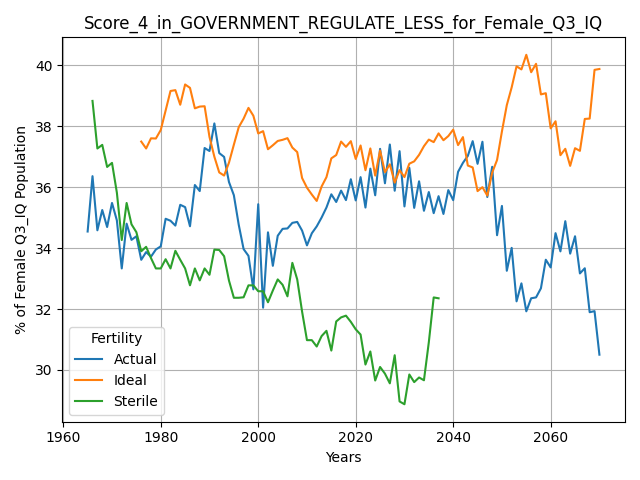 Score_4_in_GOVERNMENT_REGULATE_LESS_for_Female_Q3_IQ
% of Female Q3_IQ Population
40
38
36
34
32
30
Fertility
Actual
Ideal
Sterile
1960 1980 2000 2020 2040 2060
Years